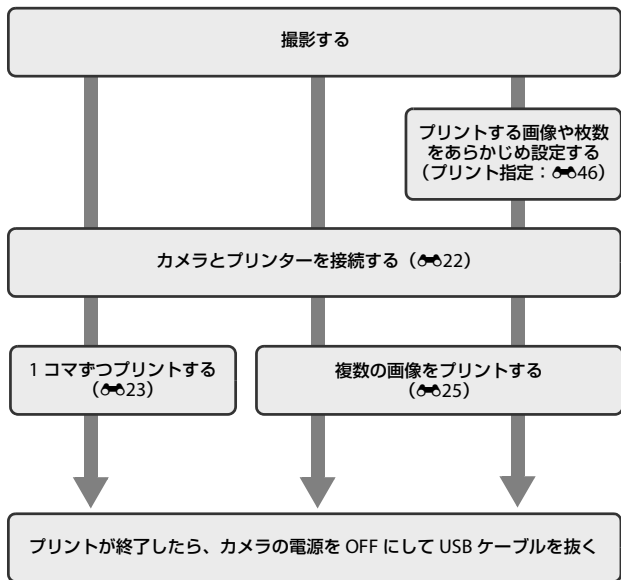 撮影する
プリントする画像や枚数
をあらかじめ設定する
(プリント指定：46)
カメラとプリンターを接続する(22)
1 コマずつプリントする
(23)
複数の画像をプリントする
(25)
プリントが終了したら、カメラの電源を OFF にして USB ケーブルを抜く